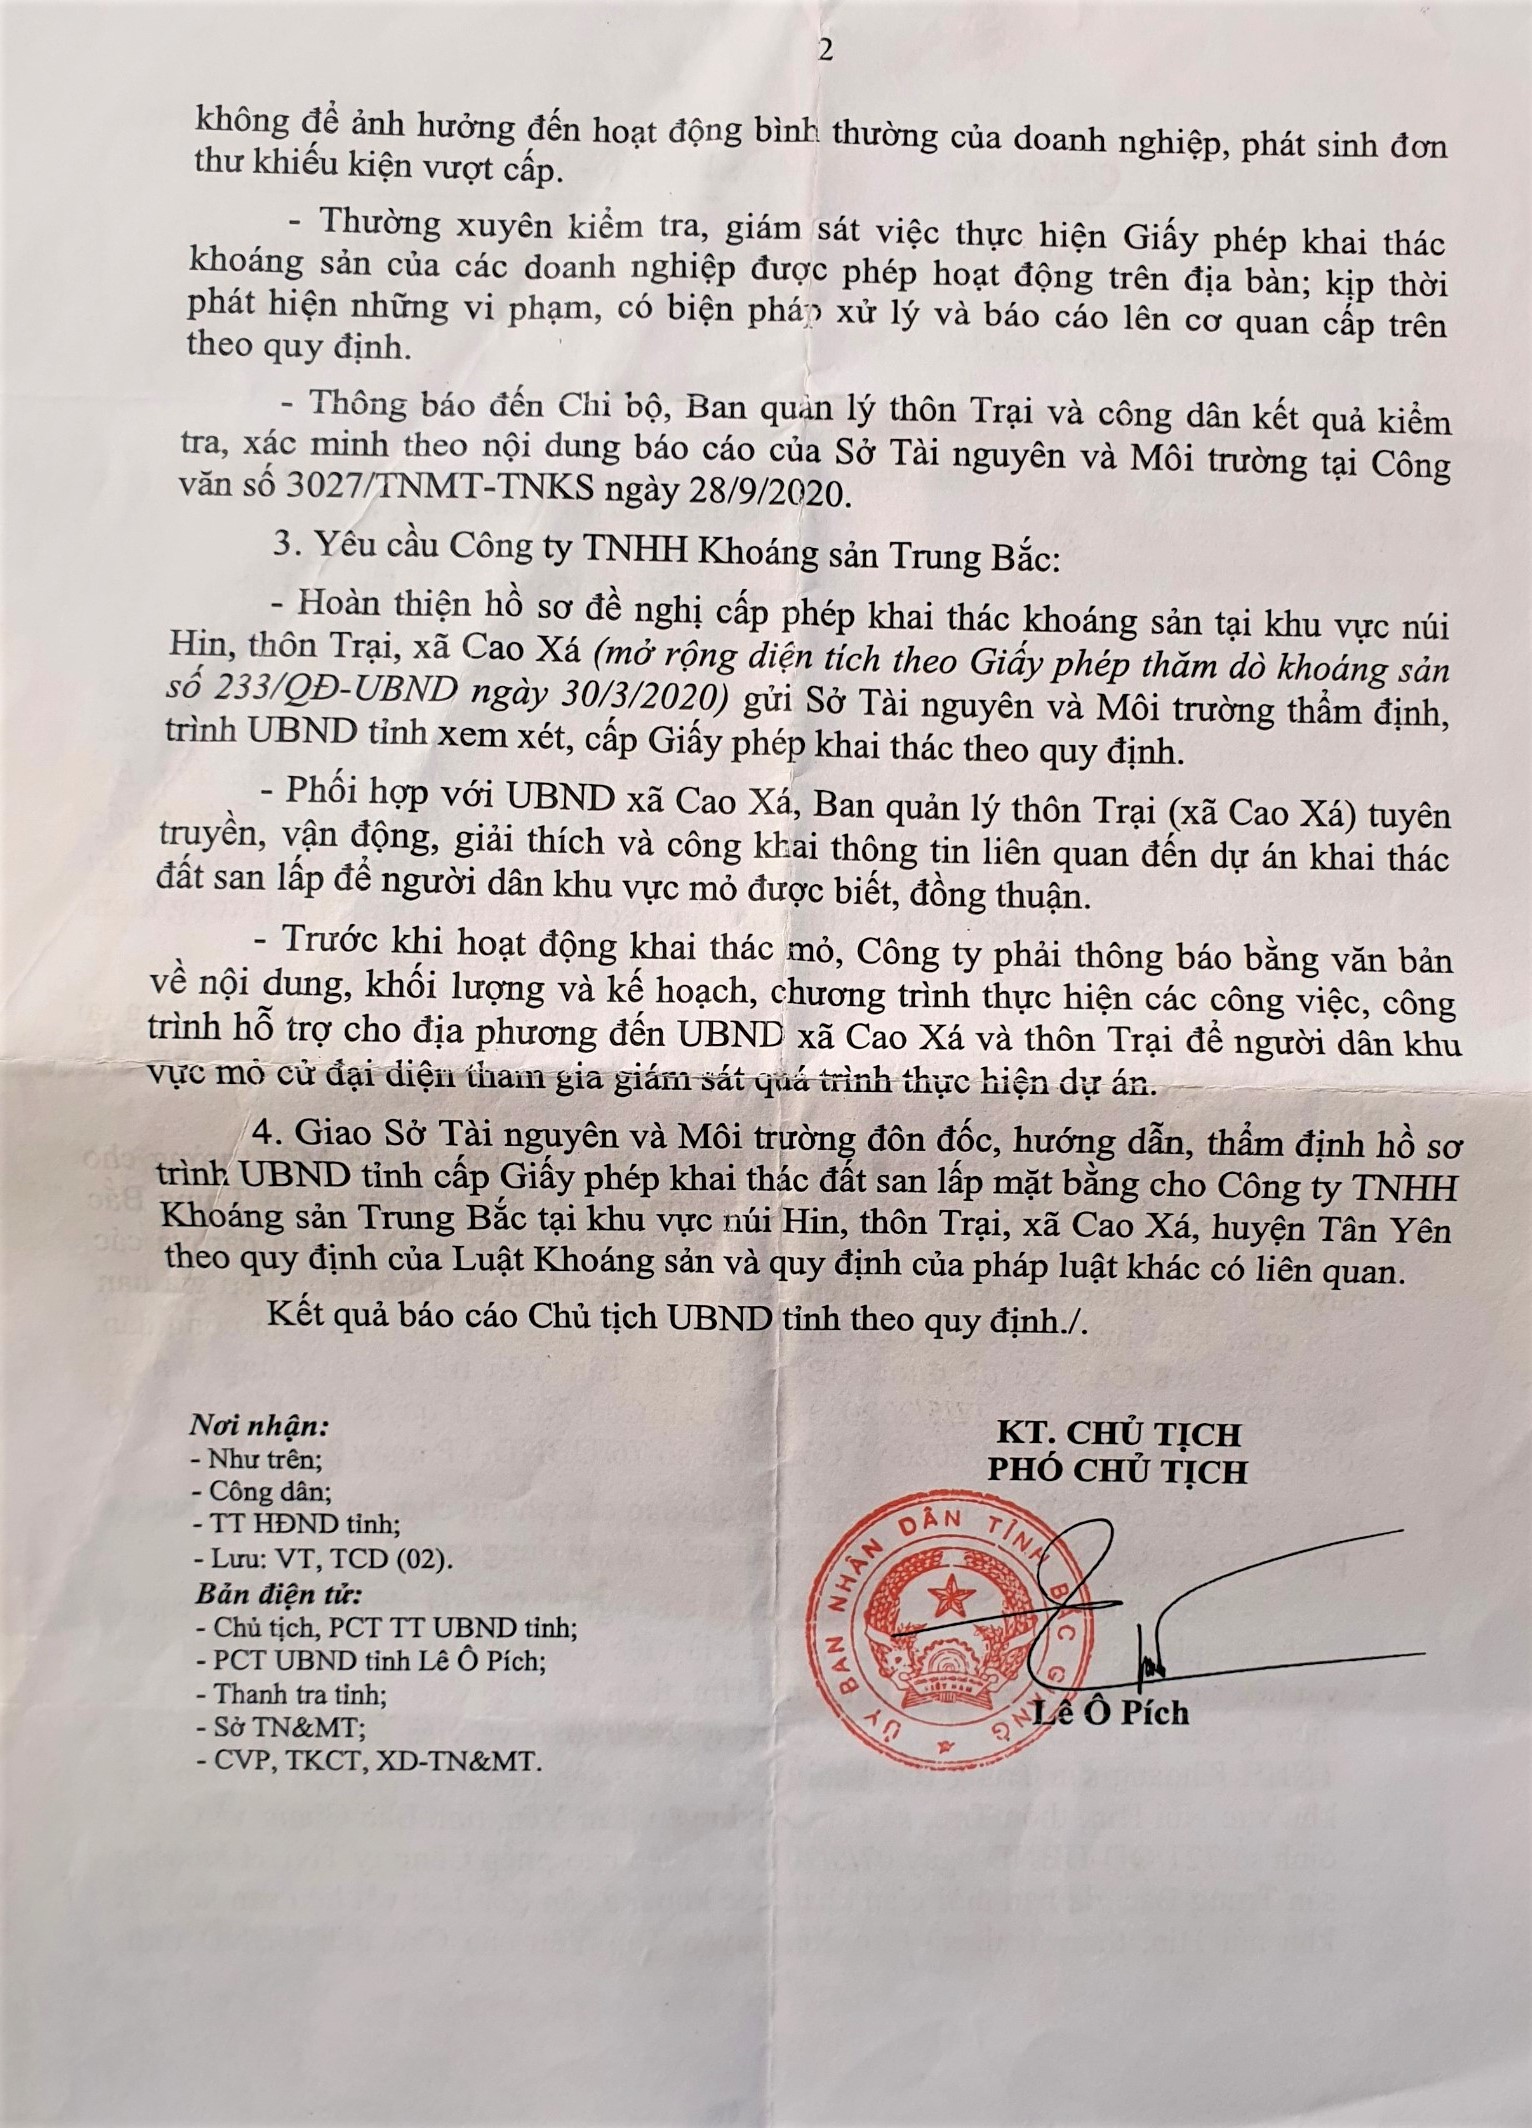 2
không để ảnh hưởng đến hoạt động bình thường của doanh nghiệp, phát sinh đơn
thư khiếu kiện vượt cấp.
- Thường xuyên kiểm tra, giám sát việc thực hiện Giấy phép khai thác
khoáng sản của các doanh nghiệp được phép hoạt động trên địa bàn; kịp thời
phát hiện những vi phạm, có biện pháp xử lý và báo cáo lên cơ quan cấp trên
theo quy định.
- Thông báo đến Chi bộ, Ban quản lý thôn Trại và công dân kết quả kiểm
tra, xác minh theo nội dung báo cáo của Sở Tài nguyên và Môi trường tại Công
văn số 3027/TNMT-TNKS ngày 28/9/2020.
3. Yêu cầu Công ty TNHH Khoáng sản Trung Bắc:
- Hoàn thiện hồ sơ đề nghị cấp phép khai thác khoáng sản tại khu vực núi
Hin, thôn Trại, xã Cao Xá (mở rộng diện tích theo Giấy phép thăm dò khoáng sản
số 233/QĐ-UBND ngày 30/3/2020) gửi Sở Tài nguyên và Môi trường thẩm định,
trình UBND tỉnh xem xét, cấp Giấy phép khai thác theo quy định.
- Phối hợp với UBND xã Cao Xá, Ban quản lý thôn Trại (xã Cao Xá) tuyên
truyền, vận động, giải thích và công khai thông tin liên quan đến dự án khai thác
đất san lấp để người dân khu vực mỏ được biết, đồng thuận.
- Trước khi hoạt động khai thác mỏ, Công ty phải thông báo bằng văn bản
về nội dung, khối lượng và kế hoạch, chương trình thực hiện các công việc, công
trình hỗ trợ cho địa phương đến UBND xã Cao Xá và thôn Trại để người dân khu
vực mỏ cử đại diện tham gia giám sát quá trình thực hiện dự án.
4. Giao Sở Tài nguyên và Môi trường đôn đốc, hướng dẫn, thẩm định hồ sơ
trình UBND tỉnh cấp Giấy phép khai thác đất san lấp mặt bằng cho Công ty TNHH
Khoáng sản Trung Bắc tại khu vực núi Hin, thôn Trại, xã Cao Xá, huyện Tân Yên
theo quy định của Luật Khoáng sản và quy định của pháp luật khác có liên quan.
Kết quả báo cáo Chủ tịch UBND tỉnh theo quy định./.
Nơi nhận:
- Như trên;
- Công dân;
- TT HĐND tỉnh;
- Lưu: VT, TCD (02).
Bản điện tử:
- Chủ tịch, PCT TT UBND tỉnh;
- PCT UBND tỉnh Lê Ô Pích;
- Thanh tra tỉnh;
- Sở TN&MT;
- CVP, TKCT, XD-TN&MT.
KT. CHỦ TỊCH
PHÓ CHỦ TỊCH
ỦY BAN NHÂN DÂN TỈNH BẮC GIANG
VIỆT NAM
Lê Ô Pích